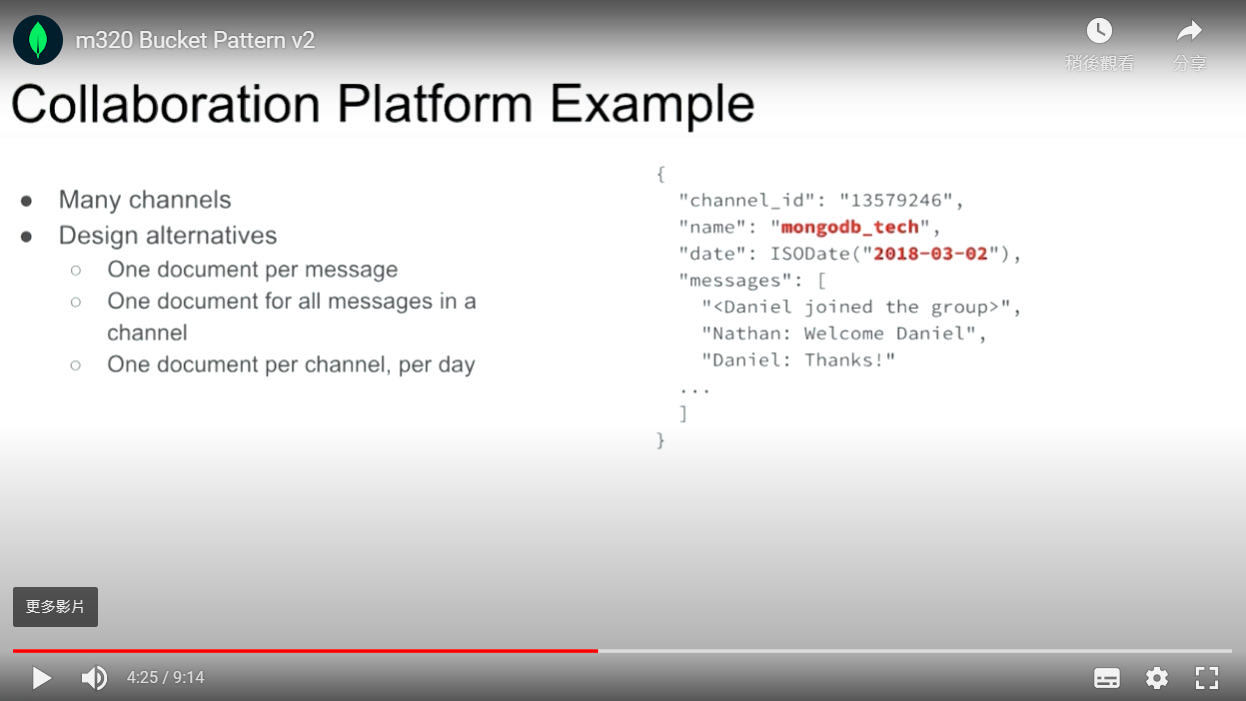 m320 Bucket Pattern v2
稍後觀看
分享
Collaboration Platform Example
● Many channels
● Design alternatives
○ One document per message
○ One document for all messages in a
channel
○ One document per channel, per day
{
"channel_id": "13579246",
"name": "mongodb_tech",
"date": ISODate("2018-03-02"),
"messages": [
"<Daniel joined the group>",
"Nathan: Welcome Daniel",
"Daniel: Thanks!"
...
]
}
更多影片
4:25 / 9:14